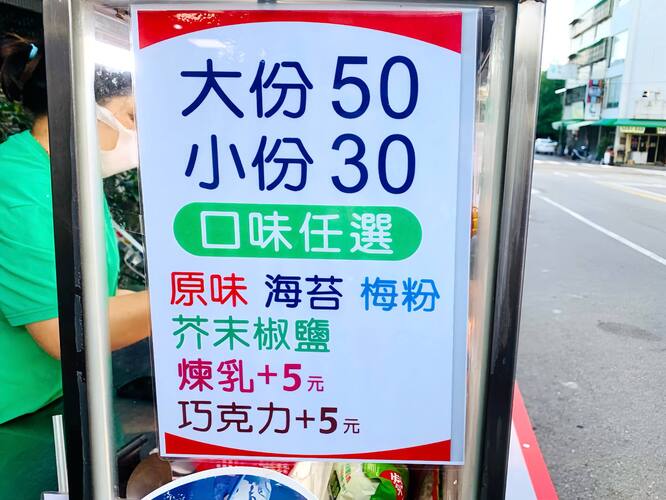 大份 50
小份 30
口味任選
原味 海苔 梅粉
芥末椒鹽
煉乳+5元
巧克力+5元